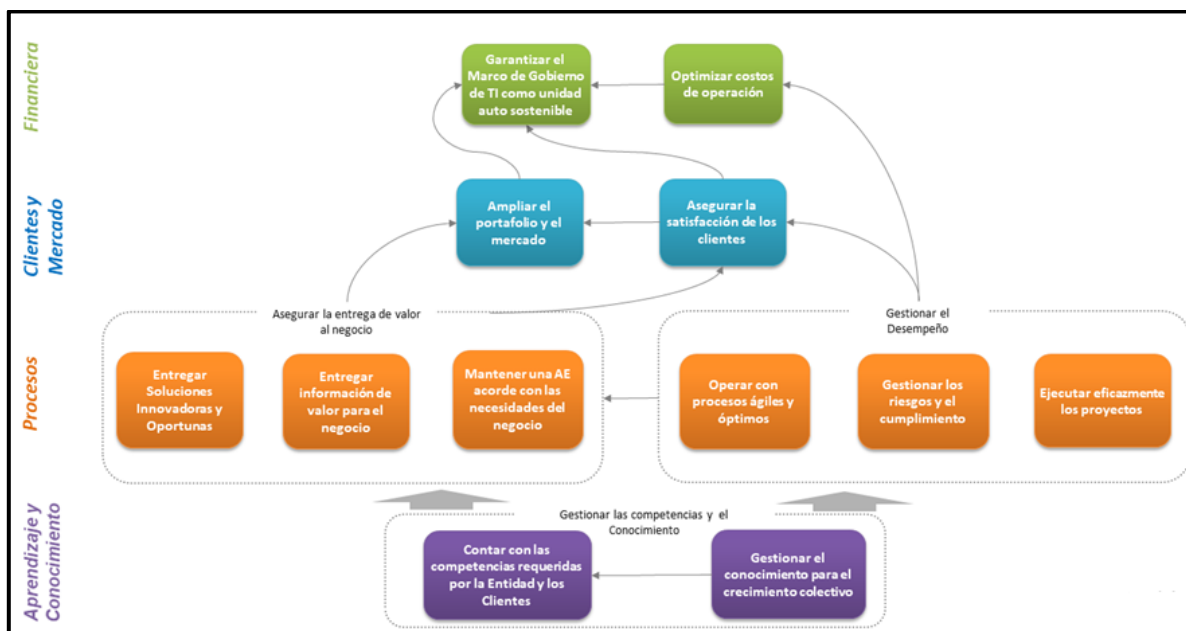 Financiera
Garantizar el
Marco de Gobierno
de TI como unidad
auto sostenible
Optimizar costos
de operación
Clientes y
Mercado
Ampliar el
portafolio y el
mercado
Asegurar la
satisfacción de los
clientes
Procesos
Asegurar la entrega de valor
al negocio
Entregar
Soluciones
Innovadoras y
Oportunas
Entregar
información de
valor para el
negocio
Mantener una AE
acorde con las
necesidades del
negocio
Gestionar el
Desempeño
Operar con
procesos ágiles y
óptimos
Gestionar los
riesgos y el
cumplimiento
Ejecutar eficazmente
los proyectos
Aprendizaje y
Conocimiento
Gestionar las competencias y el
Conocimiento
Contar con las
competencias requeridas
por la Entidad y los
Clientes
Gestionar el
conocimiento para el
crecimiento colectivo